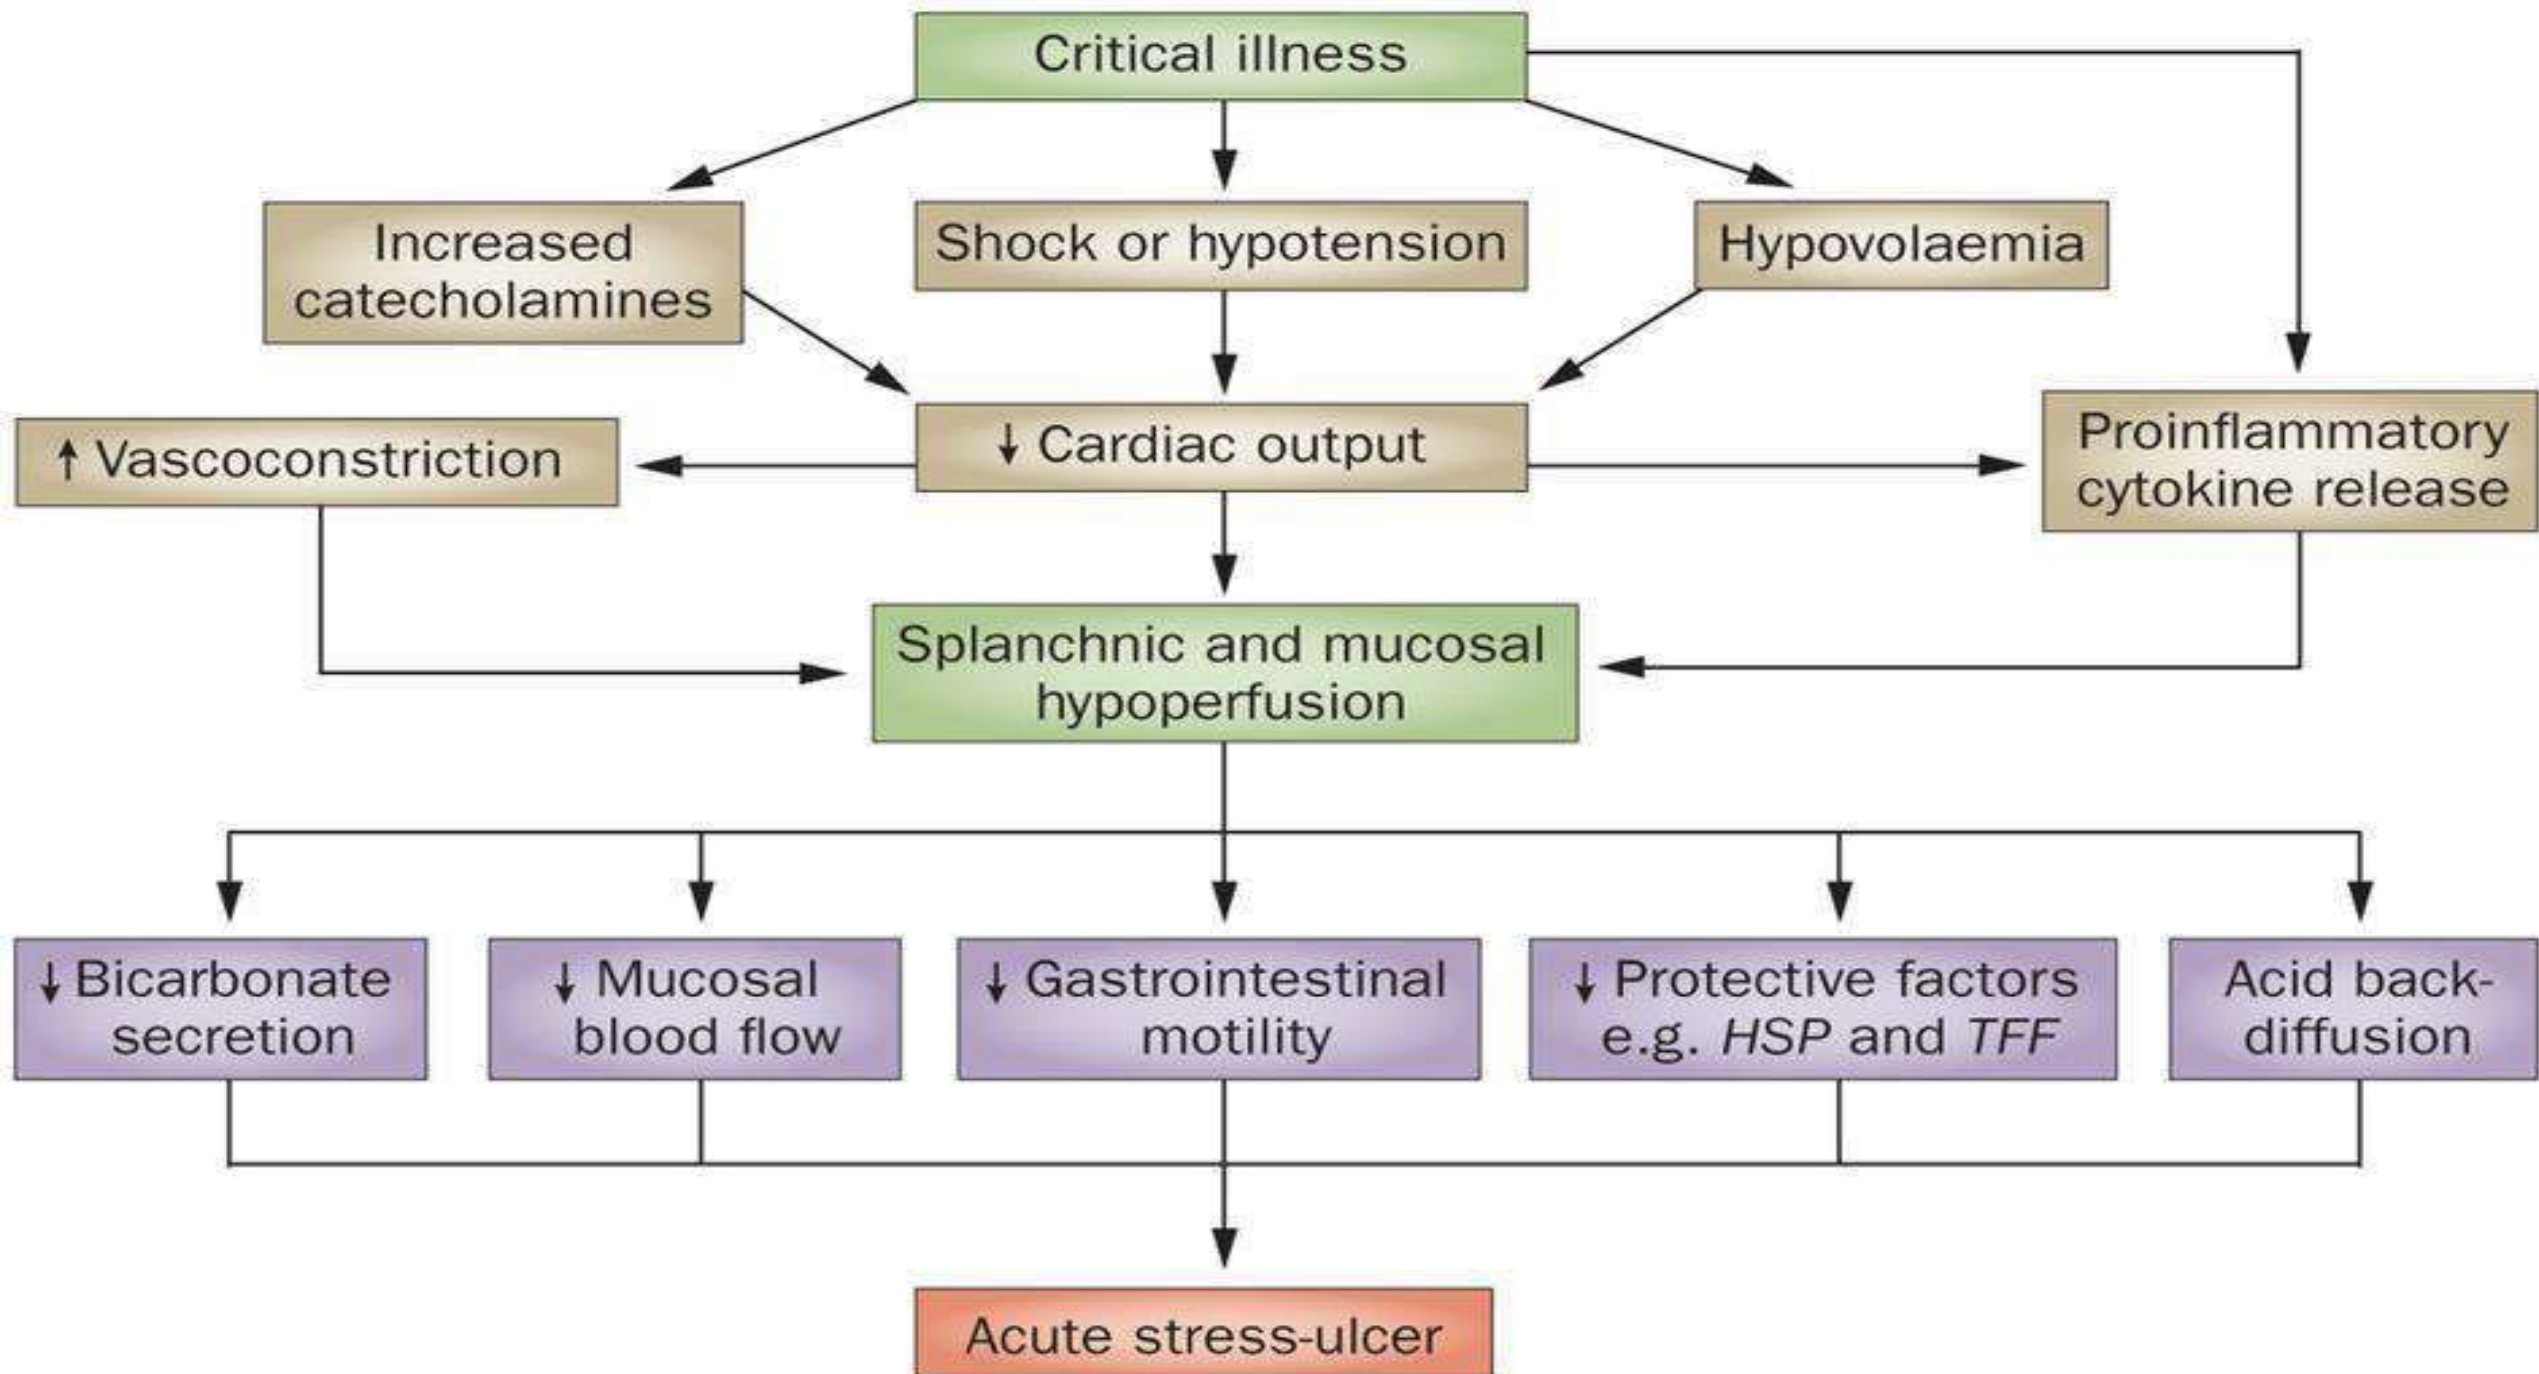 Critical illness
Increased
catecholamines
Shock or hypotension
Hypovolaemia
↑ Vascoconstriction
↓ Cardiac output
Proinflammatory
cytokine release
Splanchnic and mucosal
hypoperfusion
↓ Bicarbonate
secretion
↓ Mucosal
blood flow
↓ Gastrointestinal
motility
↓ Protective factors
e.g. HSP and TFF
Acid back-
diffusion
Acute stress-ulcer